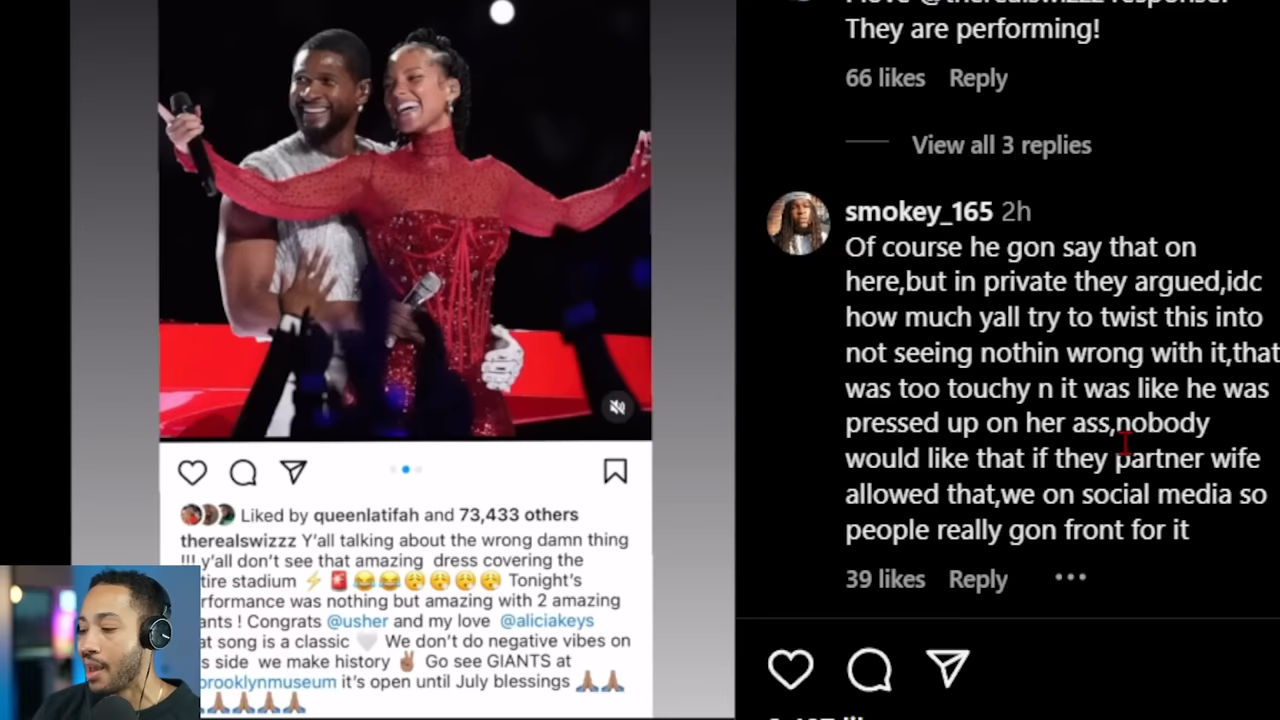 They are performing!
66 likes Reply
View all 3 replies
smokey_165 2h
Of course he gon say that on
here,but in private they argued,idc
how much yall try to twist this into
not seeing nothin wrong with it,that
was too touchy n it was like he was
pressed up on her ass,nobody
would like that if they partner wife
allowed that,we on social media so
people really gon front for it
39 likes Reply •••
Liked by queenlatifah and 73,433 others
therealswizzz Y'all talking about the wrong damn thing
!!! y'all don't see that amazing dress covering the
tire stadium ⚡🚨😂😂😮‍💨😮‍💨😮‍💨😮‍💨 Tonight's
rformance was nothing but amazing with 2 amazing
ants ! Congrats @usher and my love @aliciakeys
at song is a classic 🤍 We don't do negative vibes on
s side we make history ✌🏽 Go see GIANTS at
brooklynmuseum it's open until July blessings 🙏🏽🙏🏽
🙏🏽🙏🏽🙏🏽🙏🏽